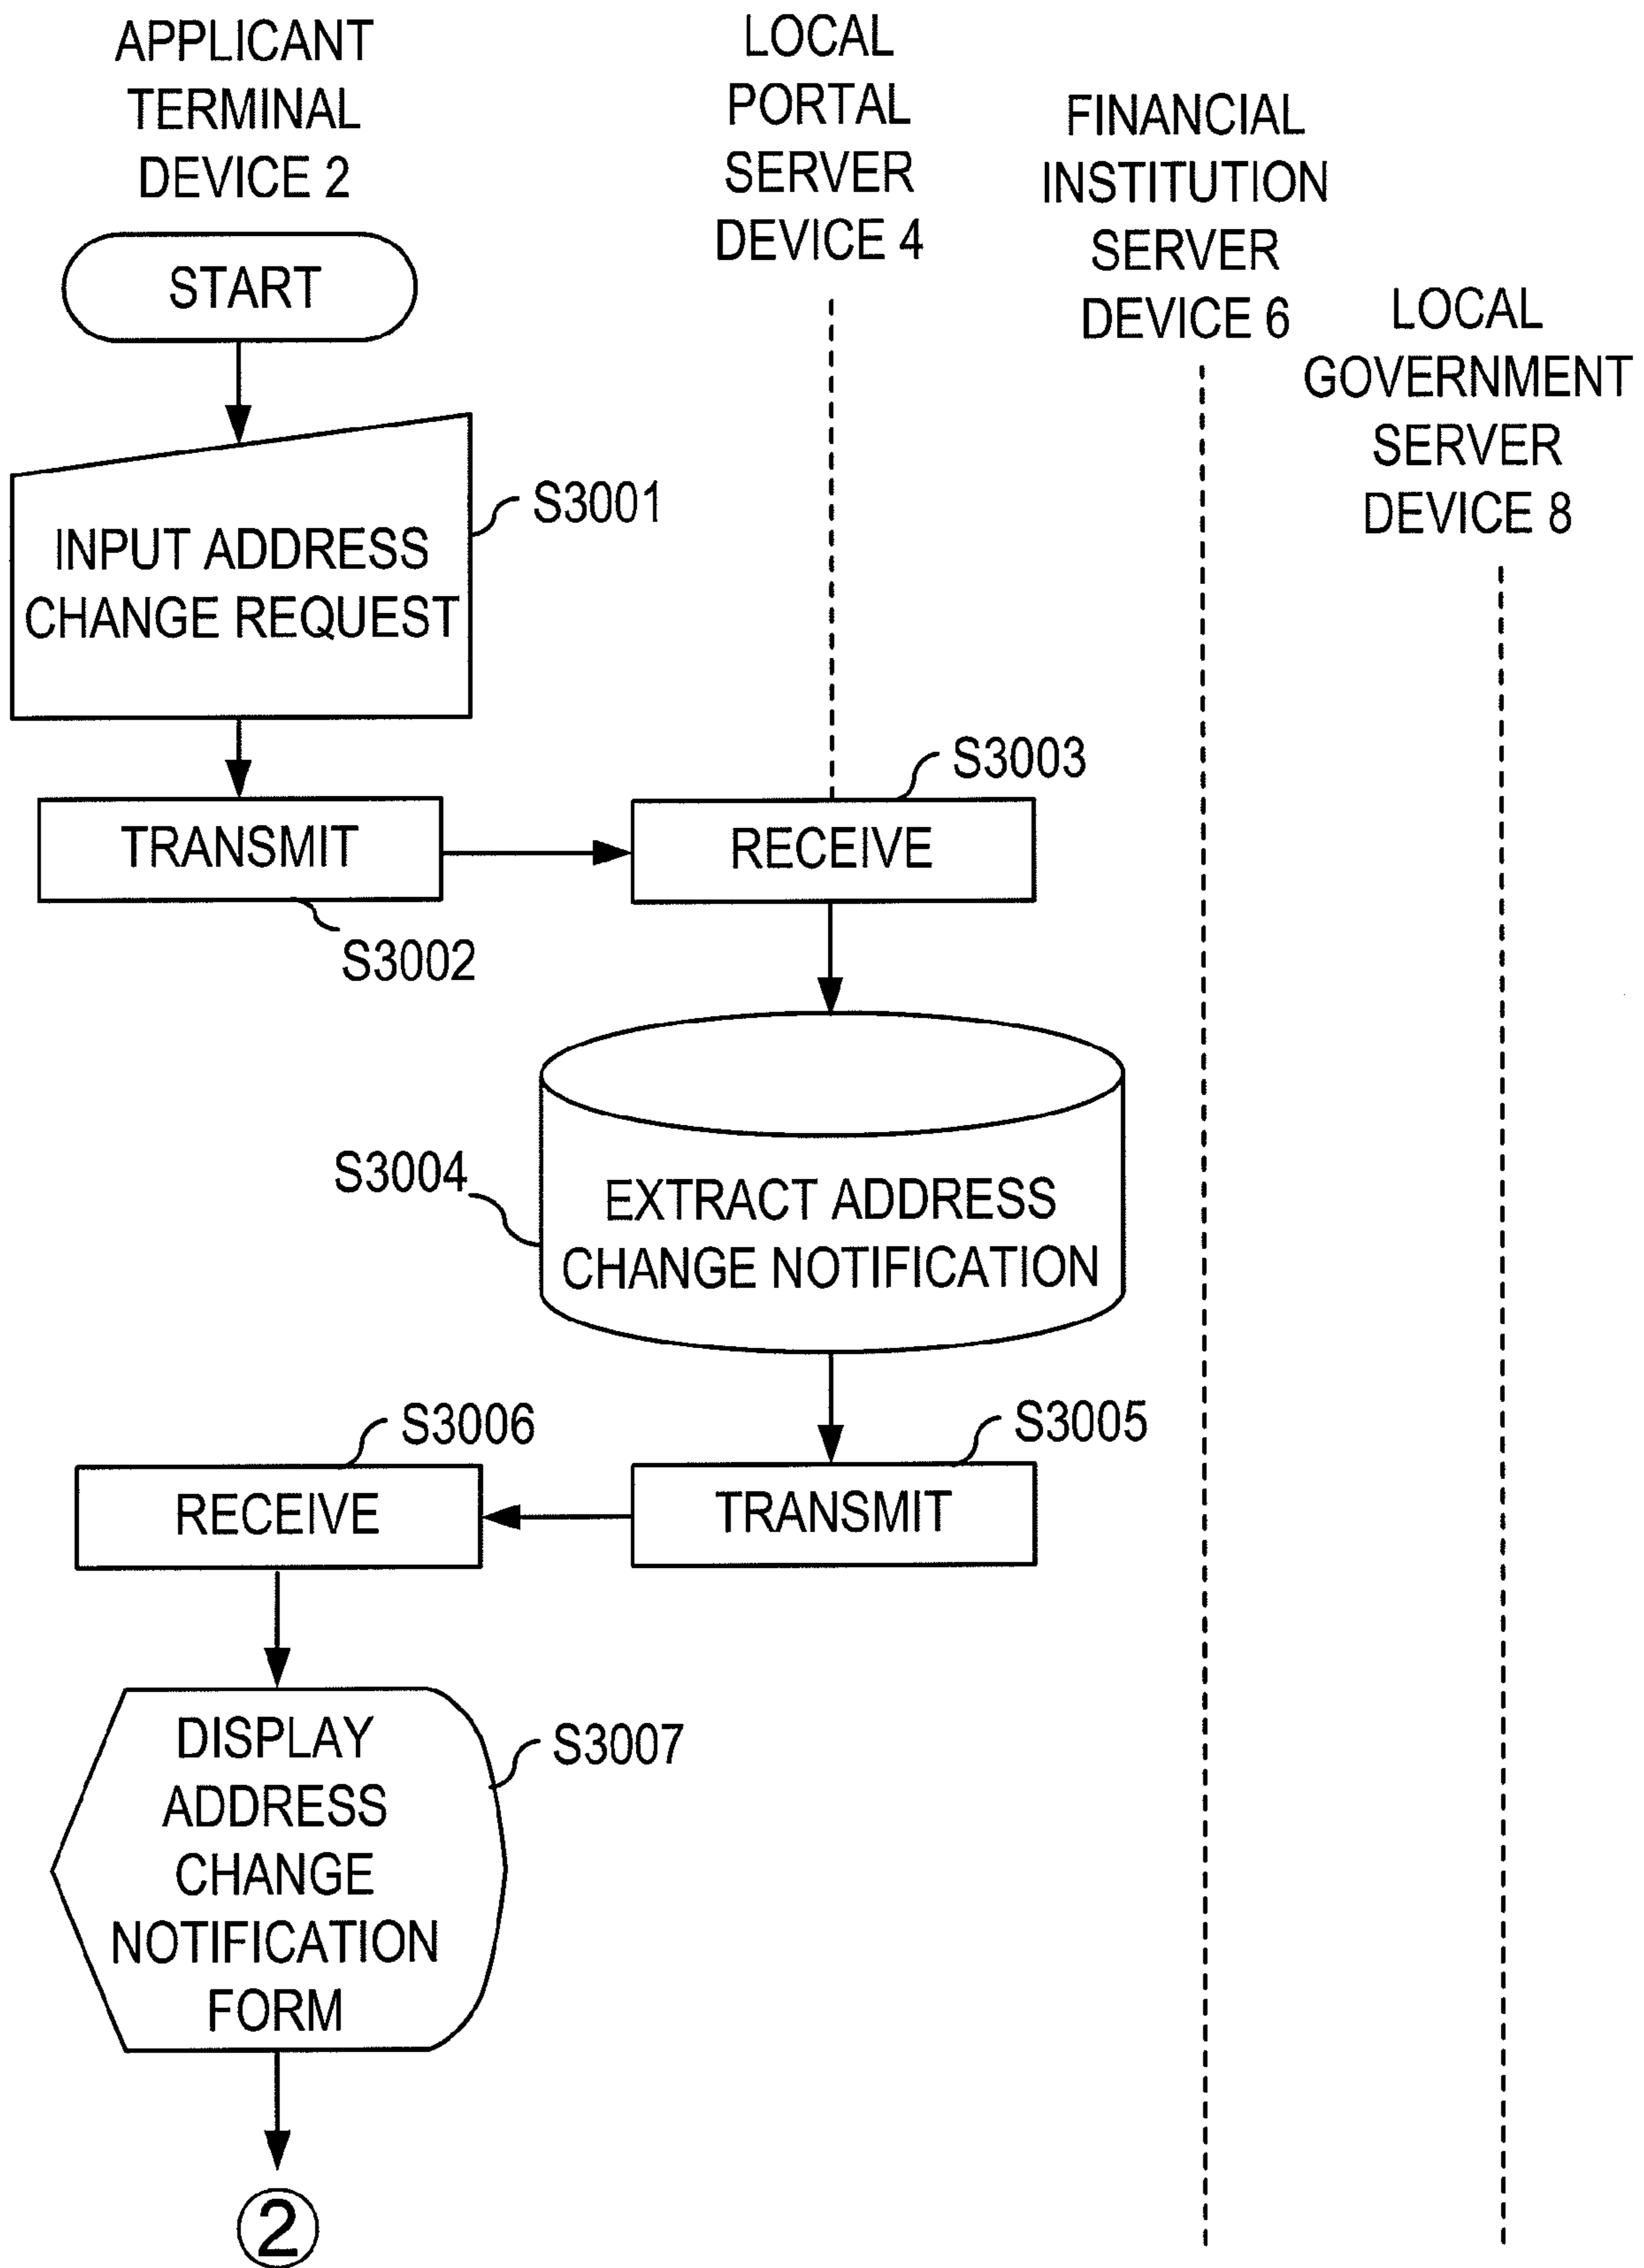 APPLICANT
TERMINAL
DEVICE 2
LOCAL
PORTAL
SERVER
DEVICE 4
FINANCIAL
INSTITUTION
SERVER
DEVICE 6
LOCAL
GOVERNMENT
SERVER
DEVICE 8
START
INPUT ADDRESS
CHANGE REQUEST
S3001
TRANSMIT
S3002
RECEIVE
S3003
EXTRACT ADDRESS
CHANGE NOTIFICATION
S3004
TRANSMIT
S3005
RECEIVE
S3006
DISPLAY
ADDRESS
CHANGE
NOTIFICATION
FORM
S3007
2